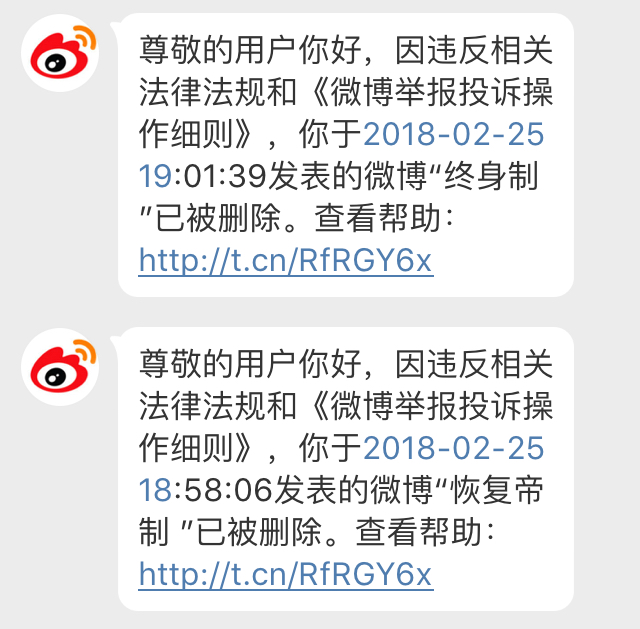 尊敬的用户你好，因违反相关
法律法规和《微博举报投诉操
作细则》，你于2018-02-25
19:01:39发表的微博“终身制
”已被删除。查看帮助：
http://t.cn/RfRGY6x
尊敬的用户你好，因违反相关
法律法规和《微博举报投诉操
作细则》，你于2018-02-25
18:58:06发表的微博“恢复帝
制 ”已被删除。查看帮助：
http://t.cn/RfRGY6x